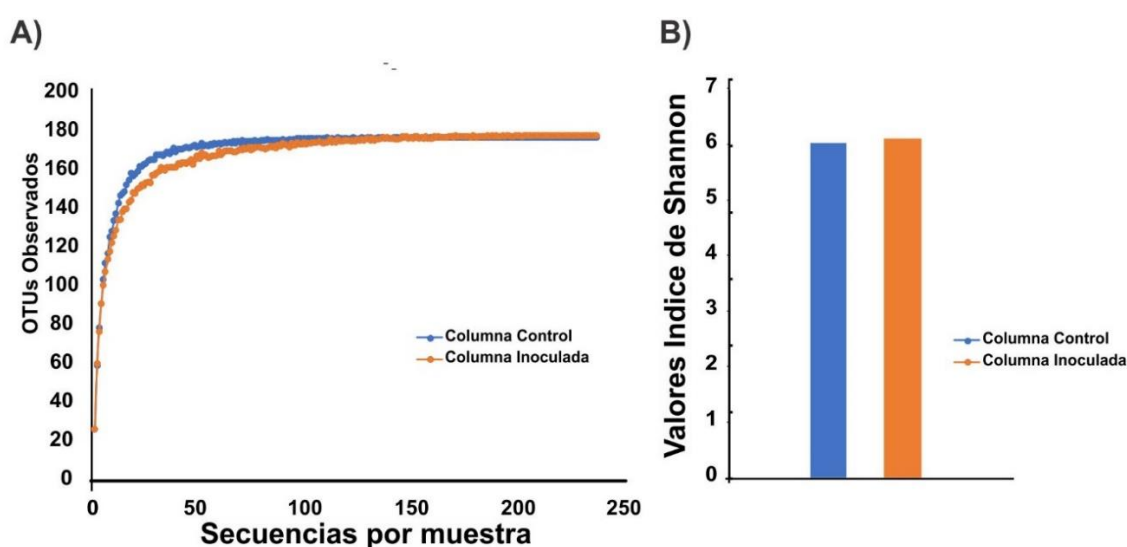 A)
OTUs Observados
200
180
160
140
120
100
80
60
40
20
0
0 50 100 150 200 250
Secuencias por muestra
Columna Control
Columna Inoculada
B)
Valores Indice de Shannon
7
6
5
4
3
2
1
0
Columna Control
Columna Inoculada